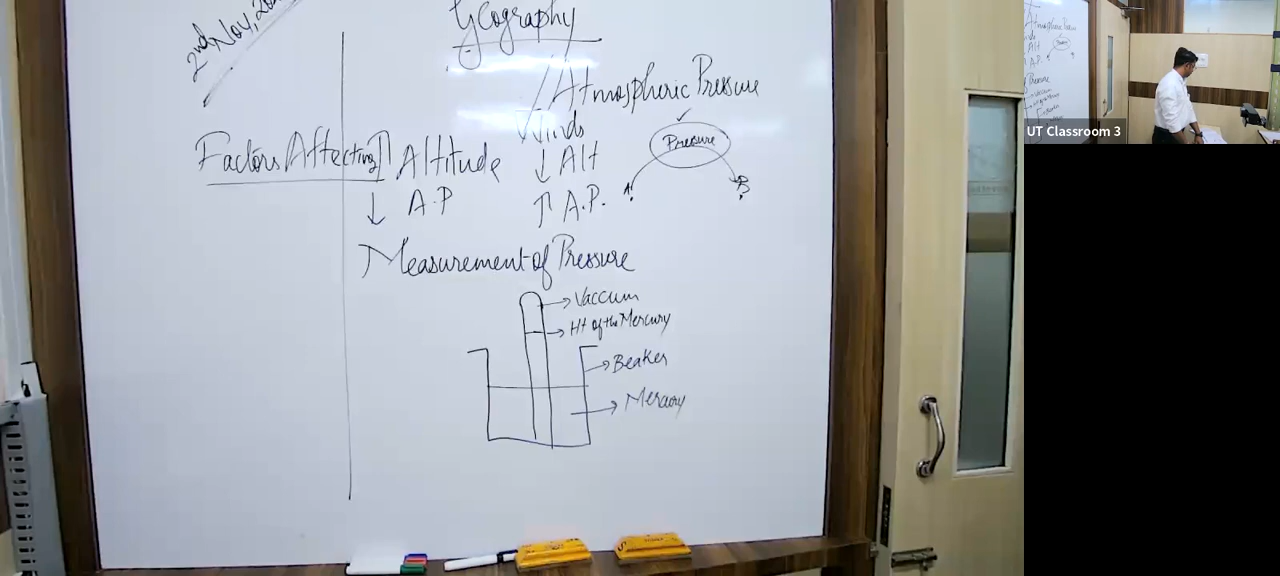 2nd Nov, 20
Geography
Atmospheric Pressure
Winds
Pressure
A
B
Factors Affecting
↑ Altitude
↓ A.P
↓ Alt
↑ A.P.
Measurement of Pressure
Vaccum
Ht of the Mercury
Beaker
Mercury
UT Classroom 3